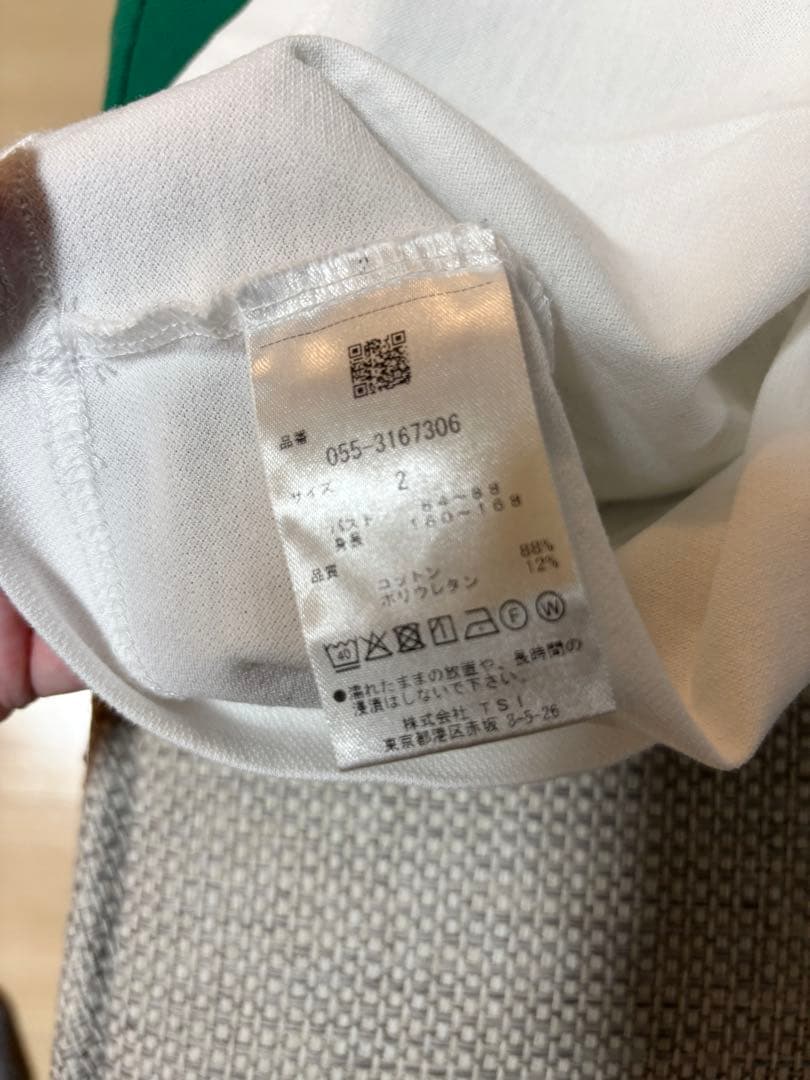 品番 055-3167306
サイズ 2
バスト 84～88
身長 160～168
品質 コットン 88%
ポリウレタン 12%
40 F W
●濡れたままの放置や、長時間の
浸漬はしないで下さい。
株式会社 TSI
東京都港区赤坂 8-5-26